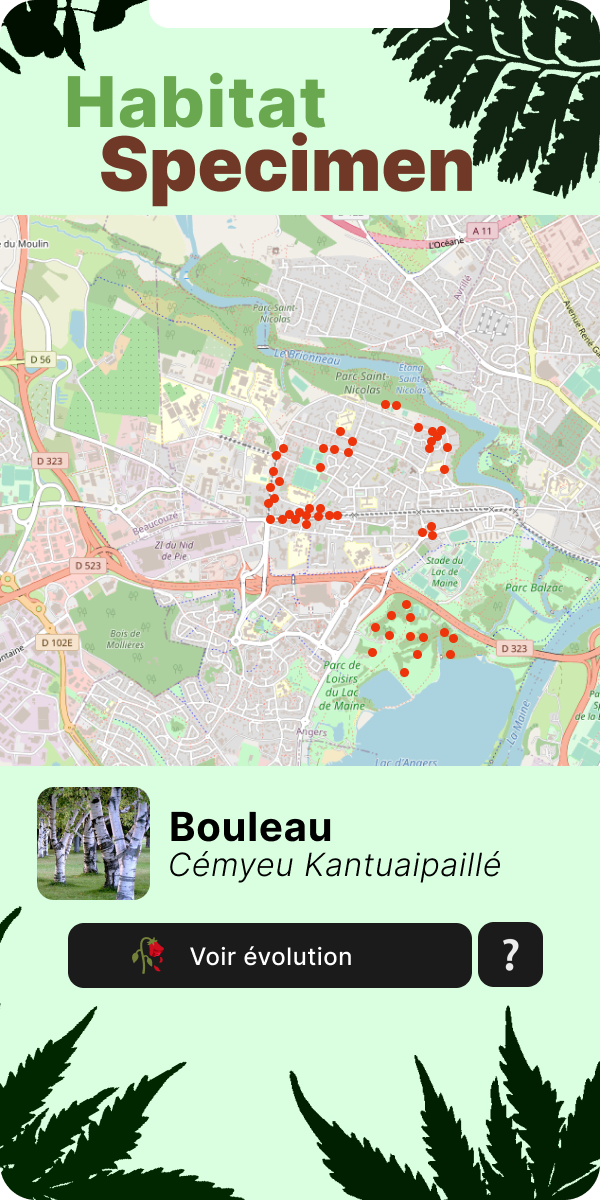 Habitat
Specimen
A 11
L'Océane
e du Moulin
Avrillé
Parc-Saint-
Nicolas
Avenue René Ga
Le Brionneau
D 56
Étang
Saint-
Nicolas
Parc Saint-
Nicolas
D 323
Beaucouzé
ZI du Nid
de Pie
D 523
Stade du
Lac de
Maine
Parc Balzac
Bois de
Mollières
D 102E
D 323
ontaine
Parc de
Loisirs
du Lac
de Maine
La Maine
Angers
Lac d'Angers
Bouleau
Cémyeu Kantuaipaillé
Voir évolution
?